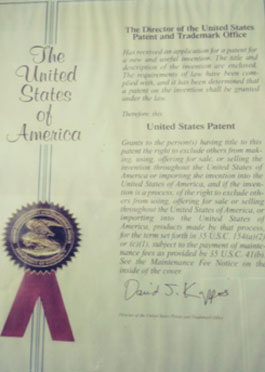 The
United
States
of
America
The Director of the United States
Patent and Trademark Office
Has received an application for a patent for
a new and useful invention. The title and
description of the invention are enclosed.
The requirements of law have been com-
plied with, and it has been determined that
a patent on the invention shall be granted
under the law.
Therefore, this
United States Patent
Grants to the person(s) having title to this
patent the right to exclude others from mak-
ing, using, offering for sale, or selling the
invention throughout the United States of
America or importing the invention into the
United States of America, and if the inven-
tion is a process, of the right to exclude oth-
ers from using, offering for sale or selling
throughout the United States of America, or
importing into the United States of
America, products made by that process,
for the term set forth in 35 U.S.C. 154(a)(2)
or (c)(1), subject to the payment of mainte-
nance fees as provided by 35 U.S.C. 41(b).
See the Maintenance Fee Notice on the
inside of the cover.
David J. Kappos
Director of the United States Patent and Trademark Office